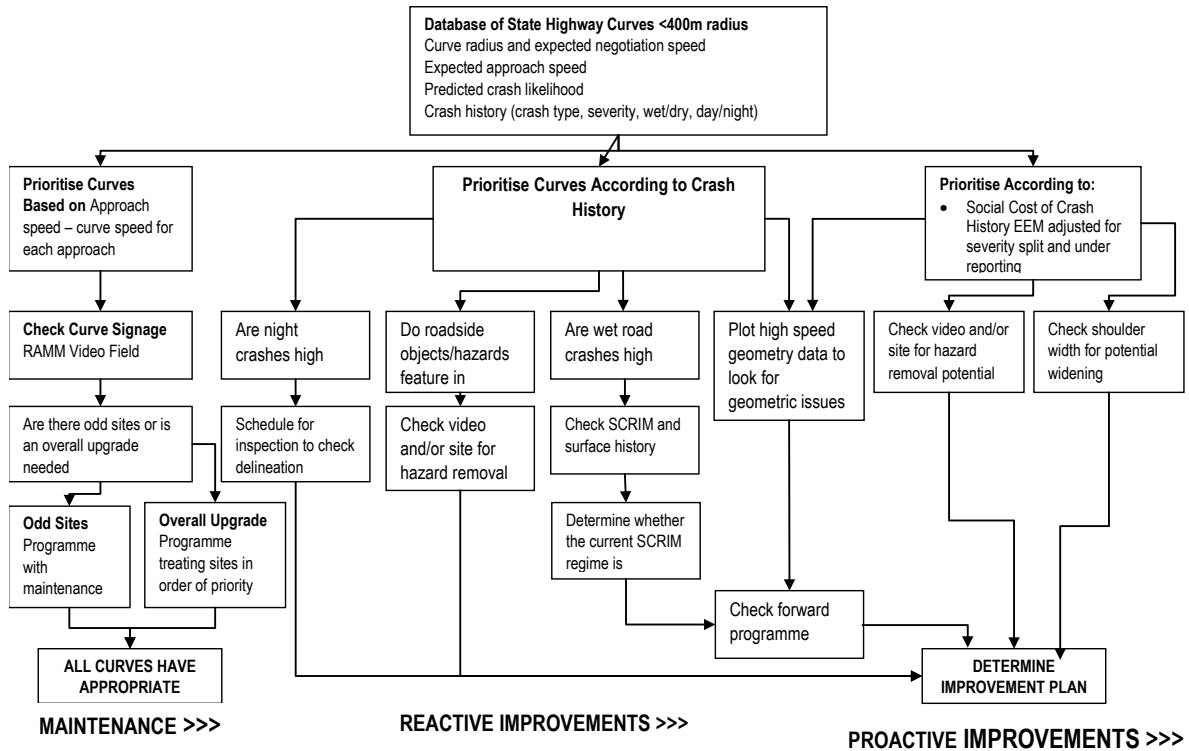 Database of State Highway Curves <400m radius
Curve radius and expected negotiation speed
Expected approach speed
Predicted crash likelihood
Crash history (crash type, severity, wet/dry, day/night)
Prioritise Curves
Based on Approach
speed – curve speed for
each approach
Prioritise Curves According to Crash
History
Prioritise According to:
• Social Cost of Crash
History EEM adjusted for
severity split and under
reporting
Check Curve Signage
RAMM Video Field
Are night
crashes high
Do roadside
objects/hazards
feature in
Are wet road
crashes high
Plot high speed
geometry data to
look for
geometric issues
Check video and/or
site for hazard
removal potential
Check shoulder
width for potential
widening
Are there odd sites or is
an overall upgrade
needed
Schedule for
inspection to check
delineation
Check video
and/or site for
hazard removal
Check SCRIM and
surface history
Odd Sites
Programme
with
maintenance
Overall Upgrade
Programme
treating sites in
order of priority
Determine whether
the current SCRIM
regime is
Check forward
programme
ALL CURVES HAVE
APPROPRIATE
DETERMINE
IMPROVEMENT PLAN
MAINTENANCE >>>
REACTIVE IMPROVEMENTS >>>
PROACTIVE IMPROVEMENTS >>>